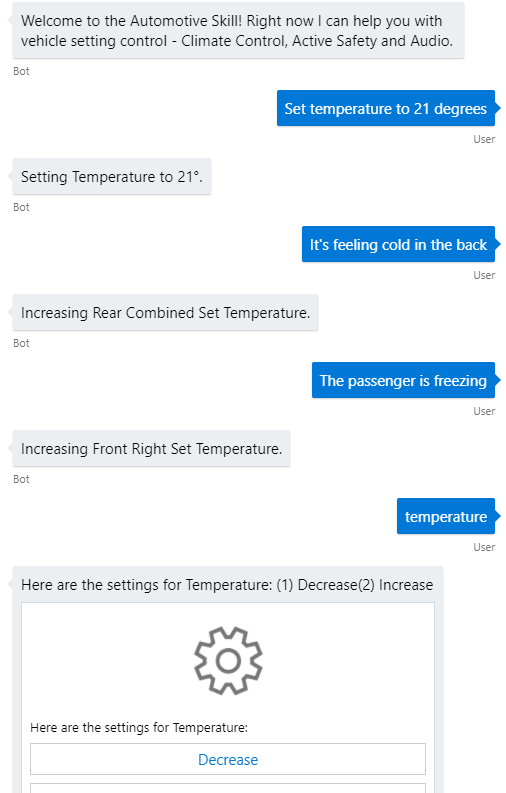 Welcome to the Automotive Skill! Right now I can help you with
vehicle setting control - Climate Control, Active Safety and Audio.
Bot
Set temperature to 21 degrees
User
Setting Temperature to 21°.
Bot
It's feeling cold in the back
User
Increasing Rear Combined Set Temperature.
Bot
The passenger is freezing
User
Increasing Front Right Set Temperature.
Bot
temperature
User
Here are the settings for Temperature: (1) Decrease(2) Increase
Here are the settings for Temperature:
Decrease